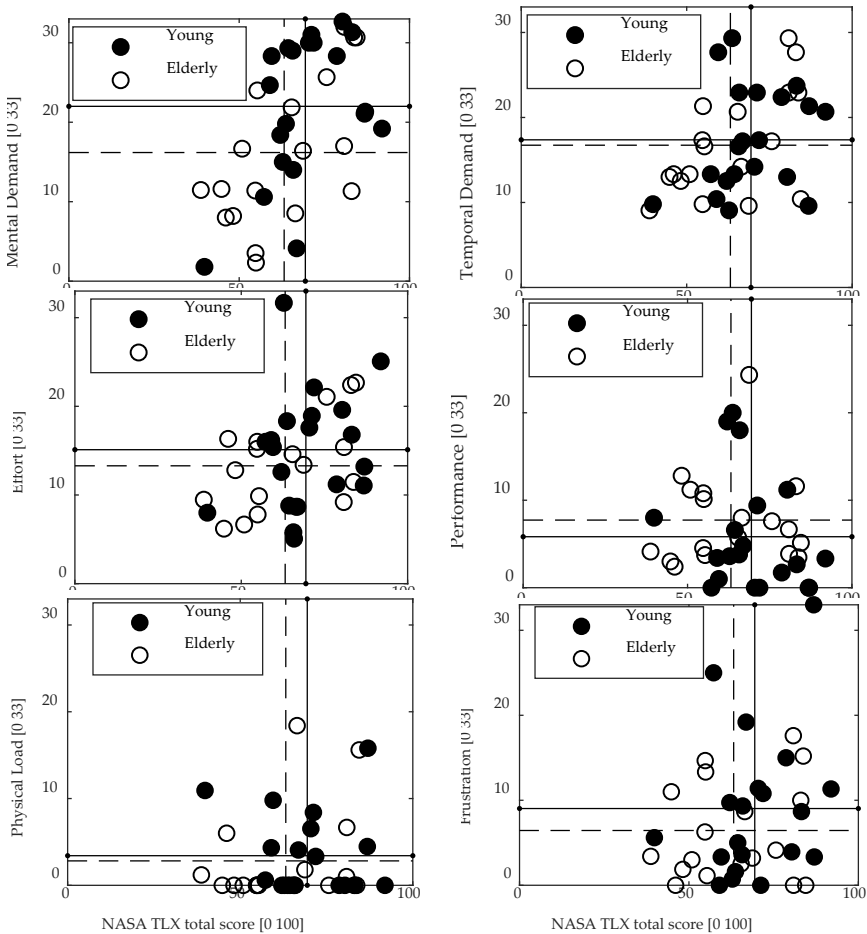 Mental Demand [0 33]
30
20
10
0
0
50
100
Young
Elderly
Temporal Demand [0 33]
30
20
10
0
50
100
Young
Elderly
Effort [0 33]
30
20
10
0
50
100
Young
Elderly
Performance [0 33]
30
20
10
0
50
100
Young
Elderly
Physical Load [0 33]
30
20
10
0
0
50
100
Young
Elderly
NASA TLX total score [0 100]
Frustration [0 33]
30
20
10
0
0
50
100
Young
Elderly
NASA TLX total score [0 100]